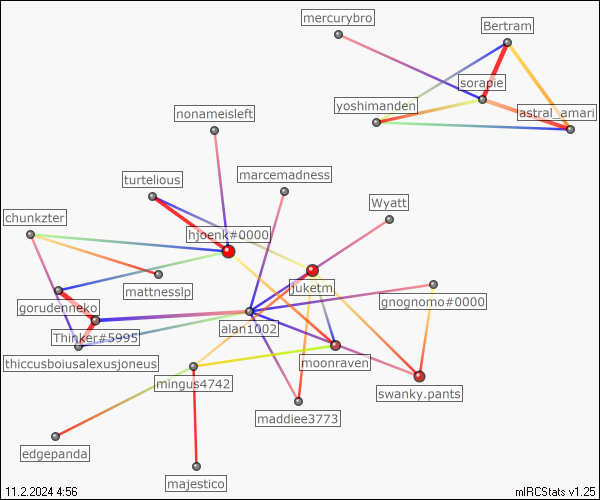 mercurybro
Bertram
sorapie
yoshimanden
astral_amari
nonameisleft
turtelious
marcemadness
Wyatt
chunkzter
hjoenk#0000
mattnesslp
juketm
gnognomo#0000
gorudenneko
Thinker#5995
alan1002
thiccusboiusalexusjoneus
moonraven
mingus4742
swanky.pants
maddiee3773
edgepanda
majestico
11.2.2024 4:56
mIRCStats v1.25